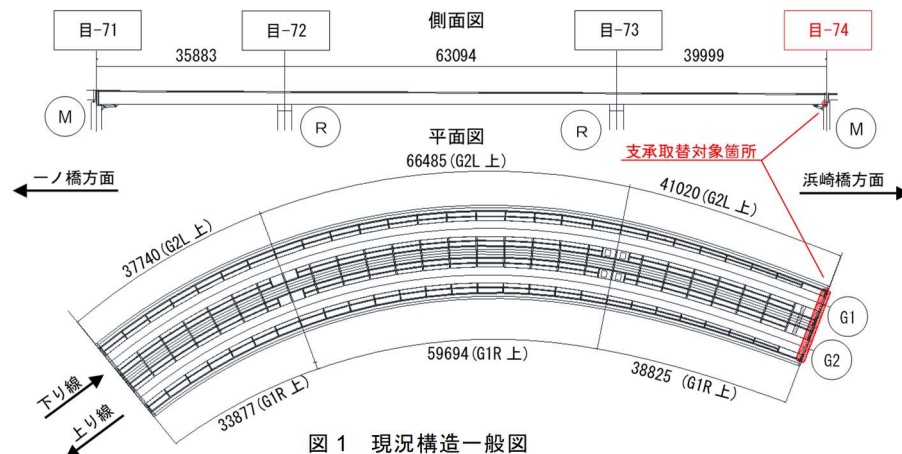 側面図
目-71
目-72
目-73
目-74
35883
63094
39999
M
R
R
M
平面図
支承取替対象箇所
一ノ橋方面
浜崎橋方面
66485(G2L 上)
41020(G2L 上)
37740(G2L 上)
G1
G2
59694(G1R 上)
38825 (G1R 上)
33877(G1R 上)
下り線
上り線
図 1 現況構造一般図